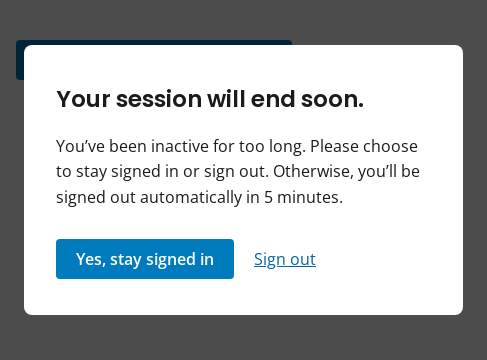 Your session will end soon.
You’ve been inactive for too long. Please choose
to stay signed in or sign out. Otherwise, you’ll be
signed out automatically in 5 minutes.
Yes, stay signed in
Sign out